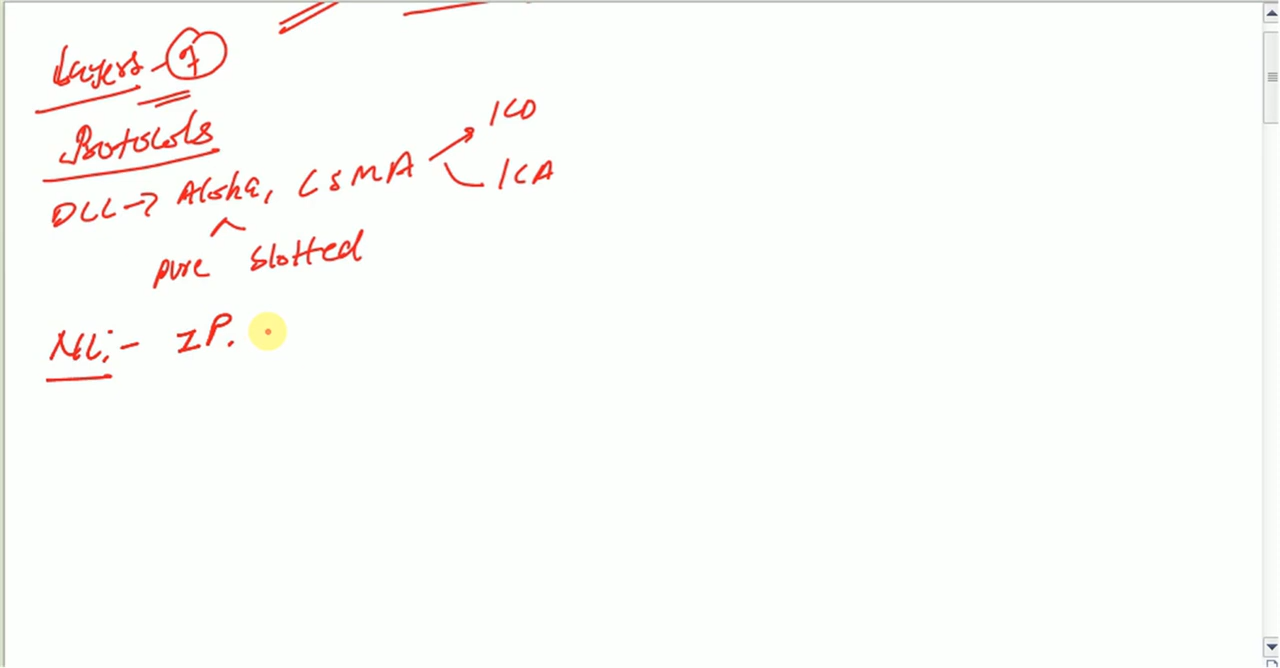 Layers - 7
Protocols
DLL → Aloha, CSMA /CD
/CA
pure slotted
NL:- IP.